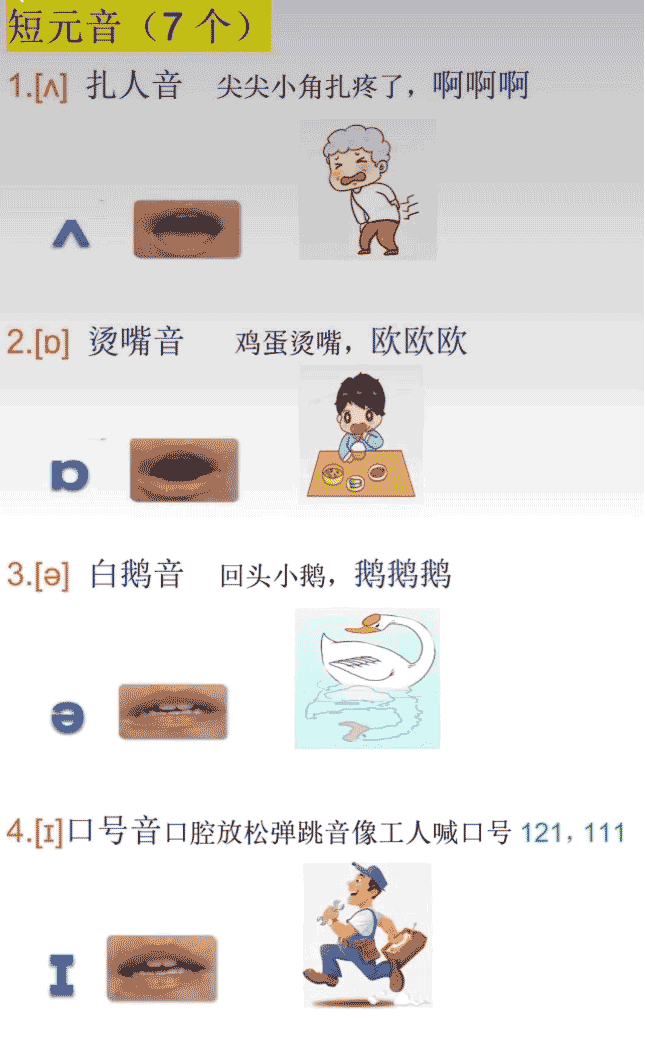 短元音（7 个）
1.[ʌ] 扎人音 尖尖小角扎疼了，啊啊啊
ʌ
2.[ɒ] 烫嘴音 鸡蛋烫嘴，欧欧欧
ɒ
3.[ə] 白鹅音 回头小鹅，鹅鹅鹅
ə
4.[ɪ]口号音口腔放松弹跳音像工人喊口号 121，111
ɪ